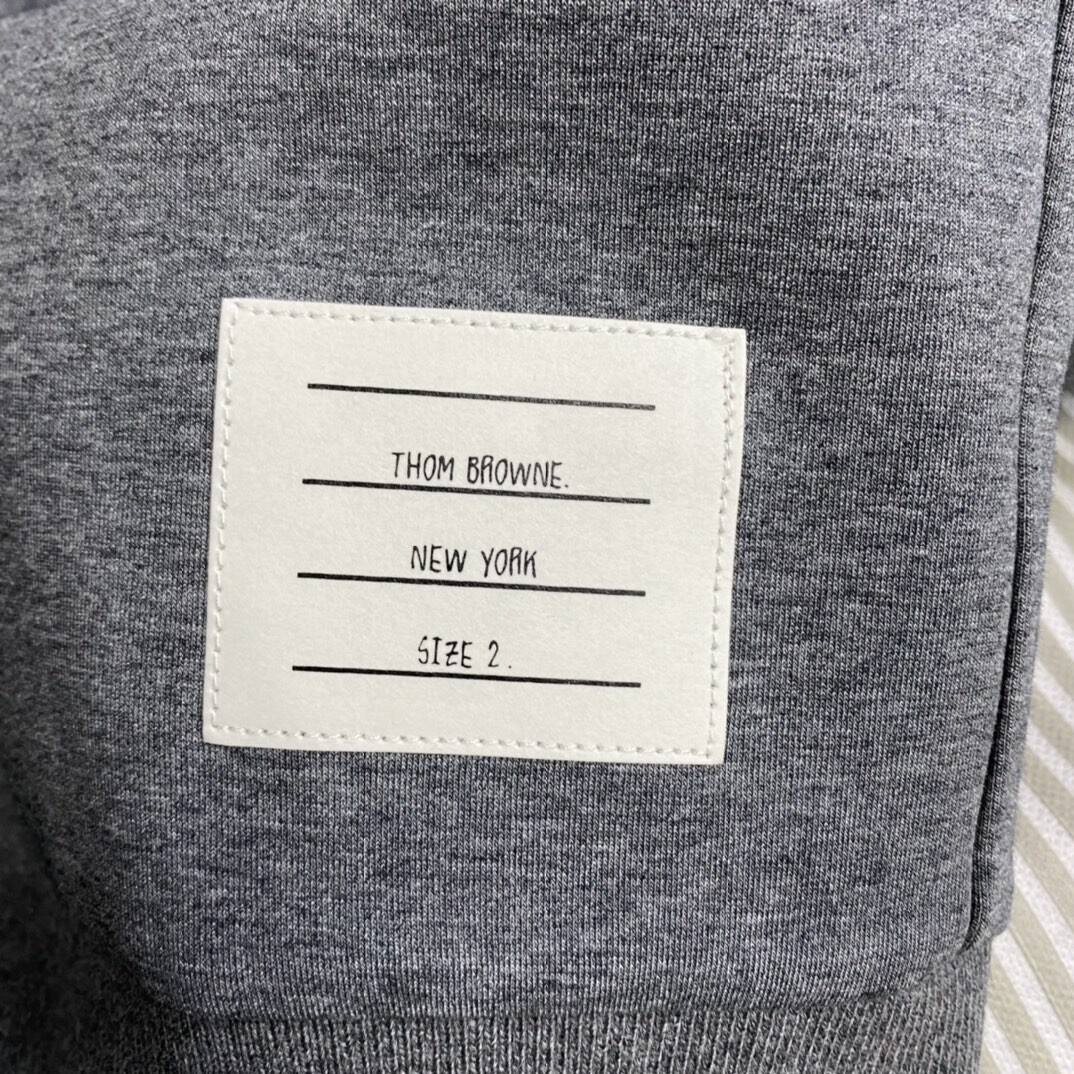 THOM BROWNE.
NEW YORK
SIZE 2.